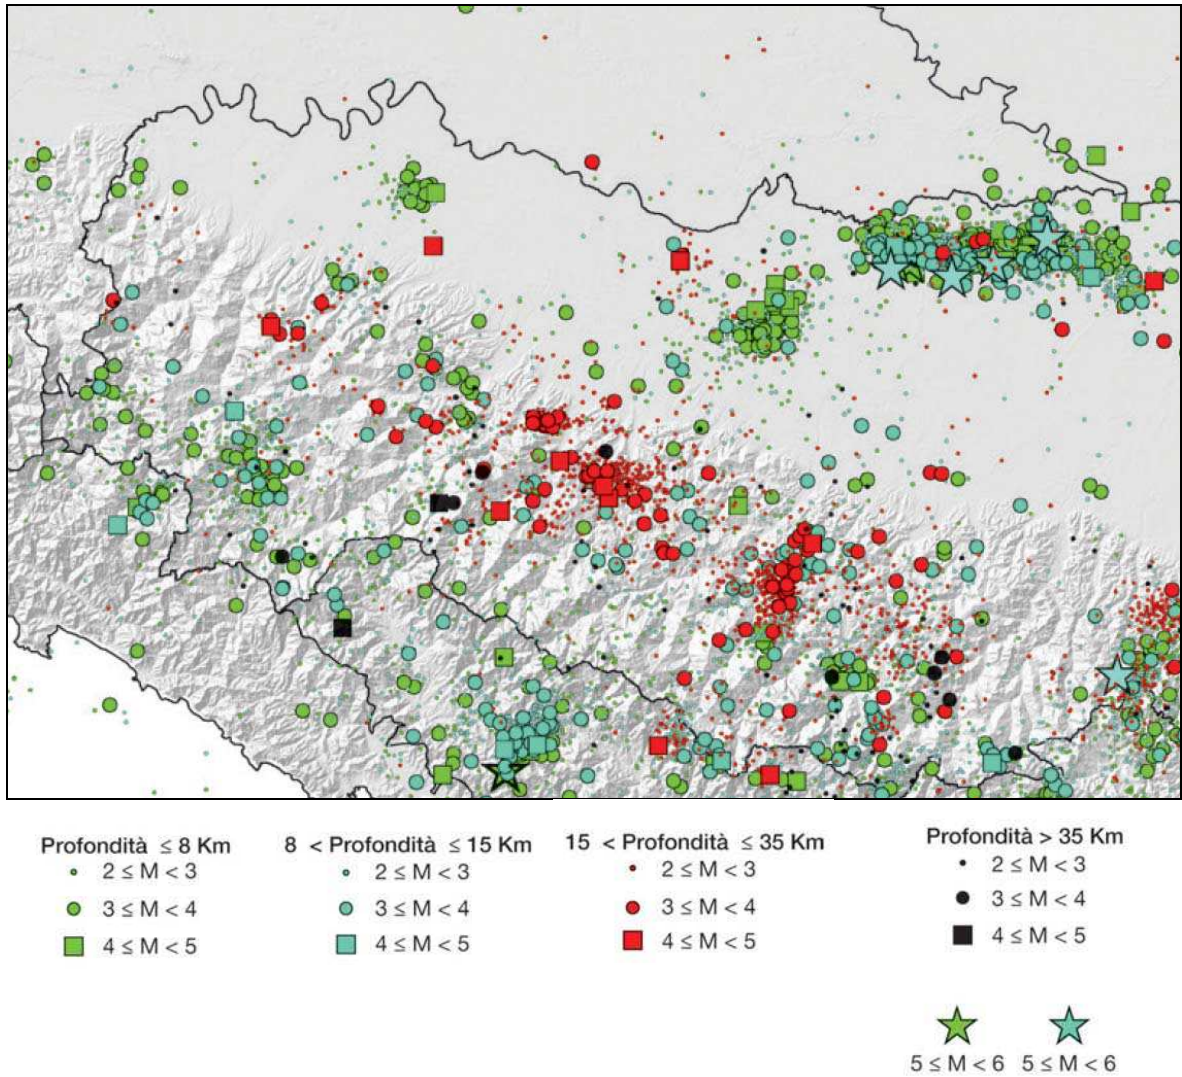 Profondità ≤ 8 Km
2 ≤ M < 3
3 ≤ M < 4
4 ≤ M < 5
8 < Profondità ≤ 15 Km
2 ≤ M < 3
3 ≤ M < 4
4 ≤ M < 5
15 < Profondità ≤ 35 Km
2 ≤ M < 3
3 ≤ M < 4
4 ≤ M < 5
Profondità > 35 Km
2 ≤ M < 3
3 ≤ M < 4
4 ≤ M < 5
5 ≤ M < 6
5 ≤ M < 6